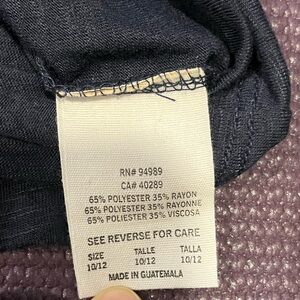 RN# 94989
CA# 40289
65% POLYESTER 35% RAYON
65% POLYESTER 35% RAYONNE
65% POLIESTER 35% VISCOSA
SEE REVERSE FOR CARE
SIZE TALLE TALLA
10/12 10/12 10/12
MADE IN GUATEMALA